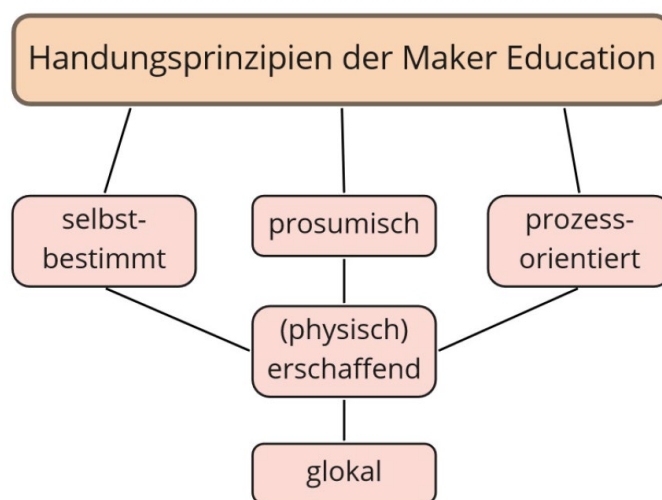 Handungsprinzipien der Maker Education
selbst-
bestimmt
prosumisch
prozess-
orientiert
(physisch)
erschaffend
glokal